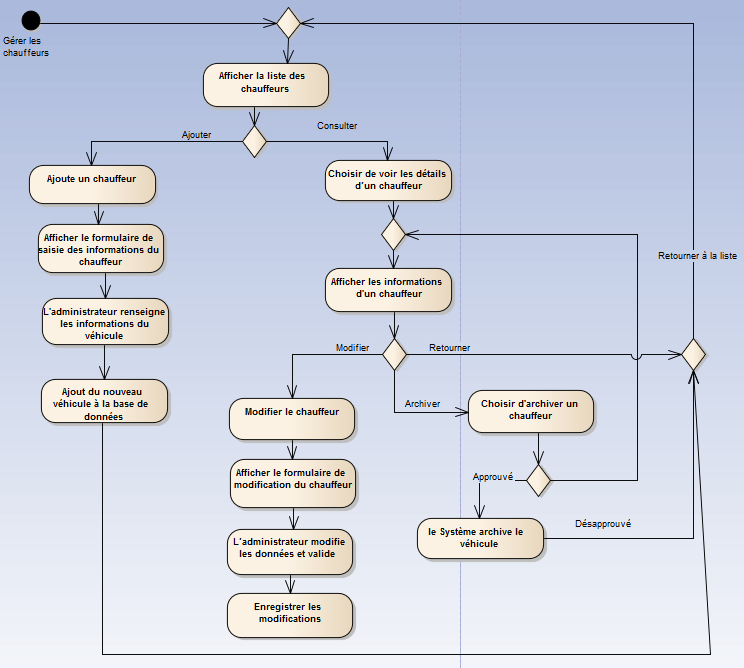 Gérer les
chauffeurs
Afficher la liste des
chauffeurs
Ajouter
Consulter
Ajoute un chauffeur
Choisir de voir les détails
d'un chauffeur
Afficher le formulaire de
saisie des informations du
chauffeur
Afficher les informations
d'un chauffeur
Retourner à la liste
L'administrateur renseigne
les informations du
véhicule
Modifier
Retourner
Ajout du nouveau
véhicule à la base de
données
Archiver
Choisir d'archiver un
chauffeur
Modifier le chauffeur
Afficher le formulaire de
modification du chauffeur
Approuvé
Désapprouvé
le Système archive le
véhicule
L'administrateur modifie
les données et valide
Enregistrer les
modifications